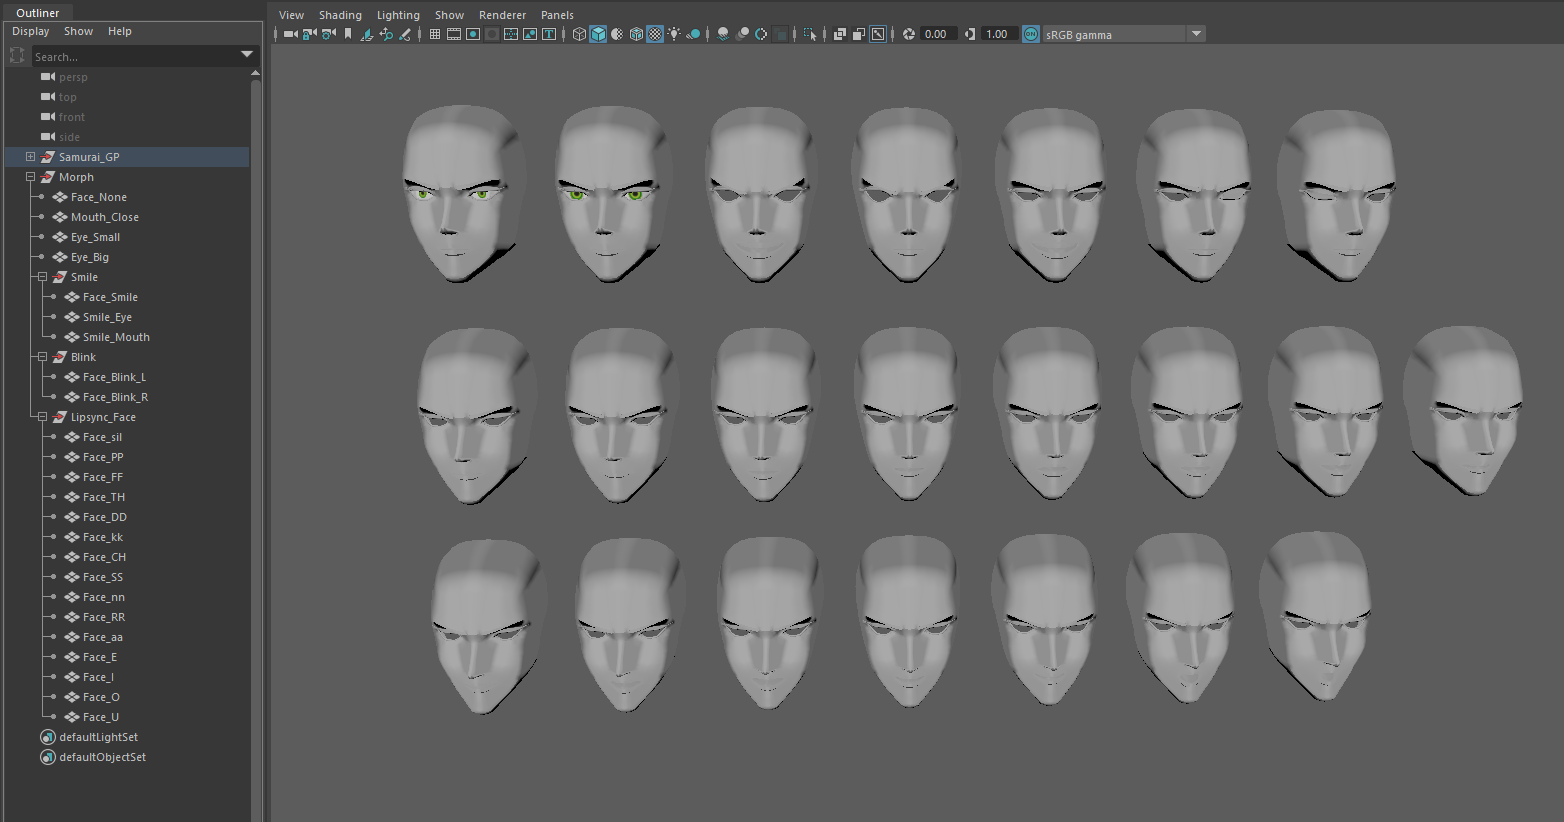 Outliner
Display Show Help
Search...
persp
top
front
side
Samurai_GP
Morph
Face_None
Mouth_Close
Eye_Small
Eye_Big
Smile
Face_Smile
Smile_Eye
Smile_Mouth
Blink
Face_Blink_L
Face_Blink_R
Lipsync_Face
Face_sil
Face_PP
Face_FF
Face_TH
Face_DD
Face_kk
Face_CH
Face_SS
Face_nn
Face_RR
Face_aa
Face_E
Face_I
Face_O
Face_U
defaultLightSet
defaultObjectSet
View Shading Lighting Show Renderer Panels
0.00 1.00 ON sRGB gamma